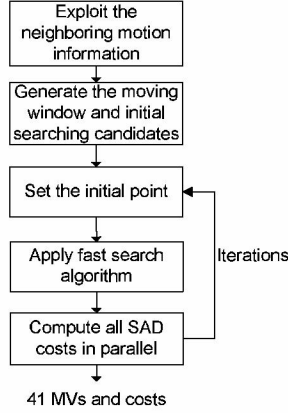 Exploit the
neighboring motion
information
Generate the moving
window and initial
searching candidates
Set the initial point
Apply fast search
algorithm
Iterations
Compute all SAD
costs in parallel
41 MVs and costs